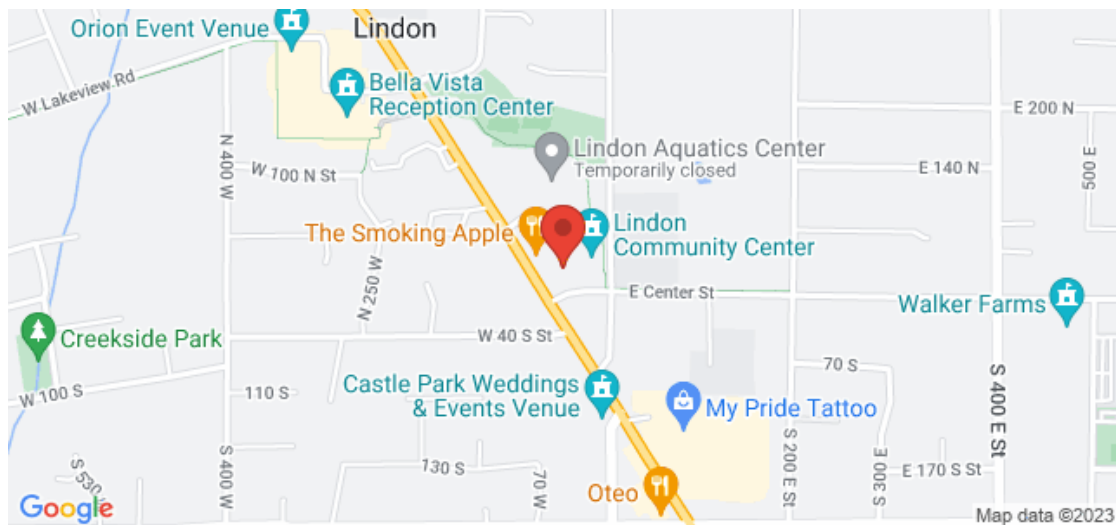 Orion Event Venue
Lindon
W Lakeview Rd
Bella Vista
Reception Center
E 200 N
N 400 W
W 100 N St
Lindon Aquatics Center
Temporarily closed
E 140 N
500 E
The Smoking Apple
Lindon
Community Center
N 250 W
E Center St
Walker Farms
Creekside Park
W 40 S St
W 100 S
110 S
Castle Park Weddings
& Events Venue
70 S
My Pride Tattoo
S 400 E St
S 530
S 400 W
130 S
70 W
Oteo
S 200 E St
S 300 E
E 170 S St
Google
Map data ©2023